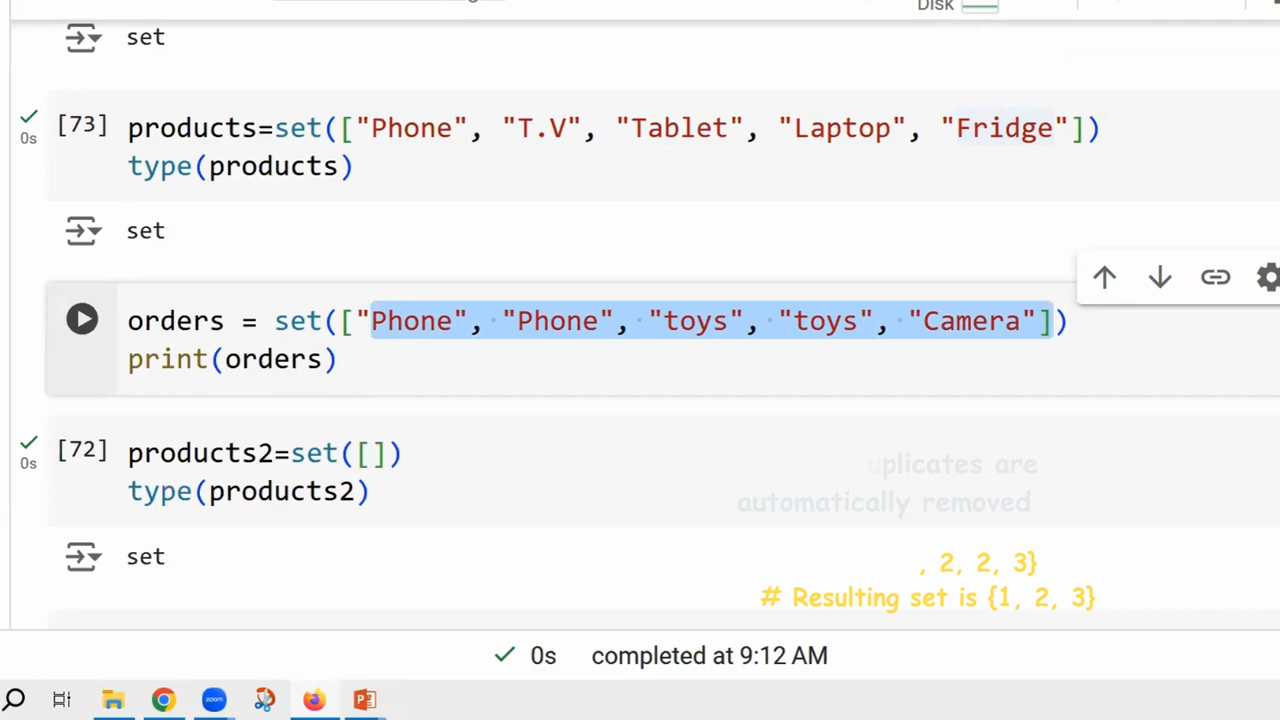 Disk
set
[73]
0s
products=set(["Phone", "T.V", "Tablet", "Laptop", "Fridge"])
type(products)
set
orders = set(["Phone", "Phone", "toys", "toys", "Camera"])
print(orders)
[72]
0s
products2=set([])
type(products2)
uplicates are
automatically removed
set
, 2, 2, 3}
# Resulting set is {1, 2, 3}
0s completed at 9:12 AM
zoom